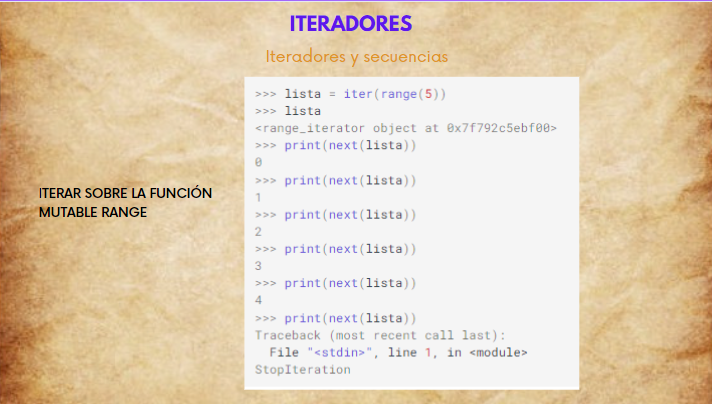 ITERADORES
Iteradores y secuencias
>>> lista = iter(range(5))
>>> lista
<range_iterator object at 0x7f792c5ebf00>
>>> print(next(lista))
0
>>> print(next(lista))
1
>>> print(next(lista))
2
>>> print(next(lista))
3
>>> print(next(lista))
4
>>> print(next(lista))
Traceback (most recent call last):
  File "<stdin>", line 1, in <module>
StopIteration
ITERAR SOBRE LA FUNCIÓN
MUTABLE RANGE